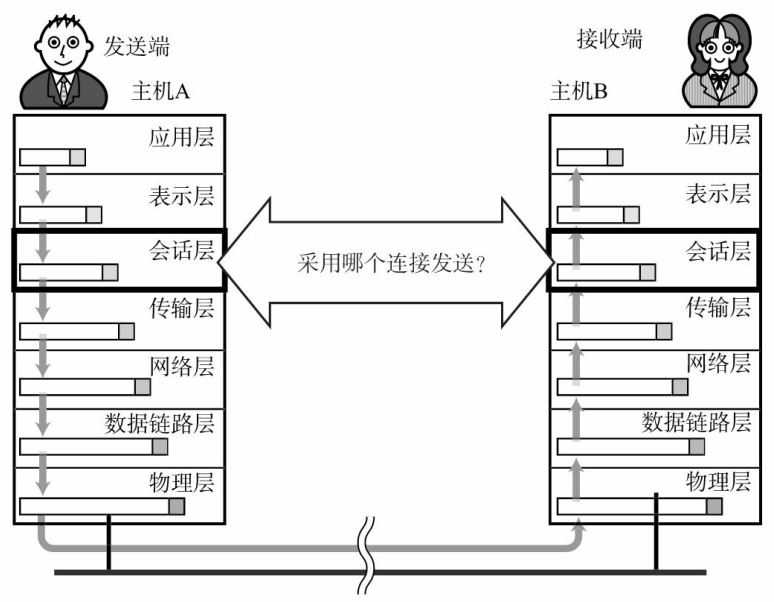 发送端
主机A
接收端
主机B
应用层
表示层
会话层
传输层
网络层
数据链路层
物理层
采用哪个连接发送？
应用层
表示层
会话层
传输层
网络层
数据链路层
物理层